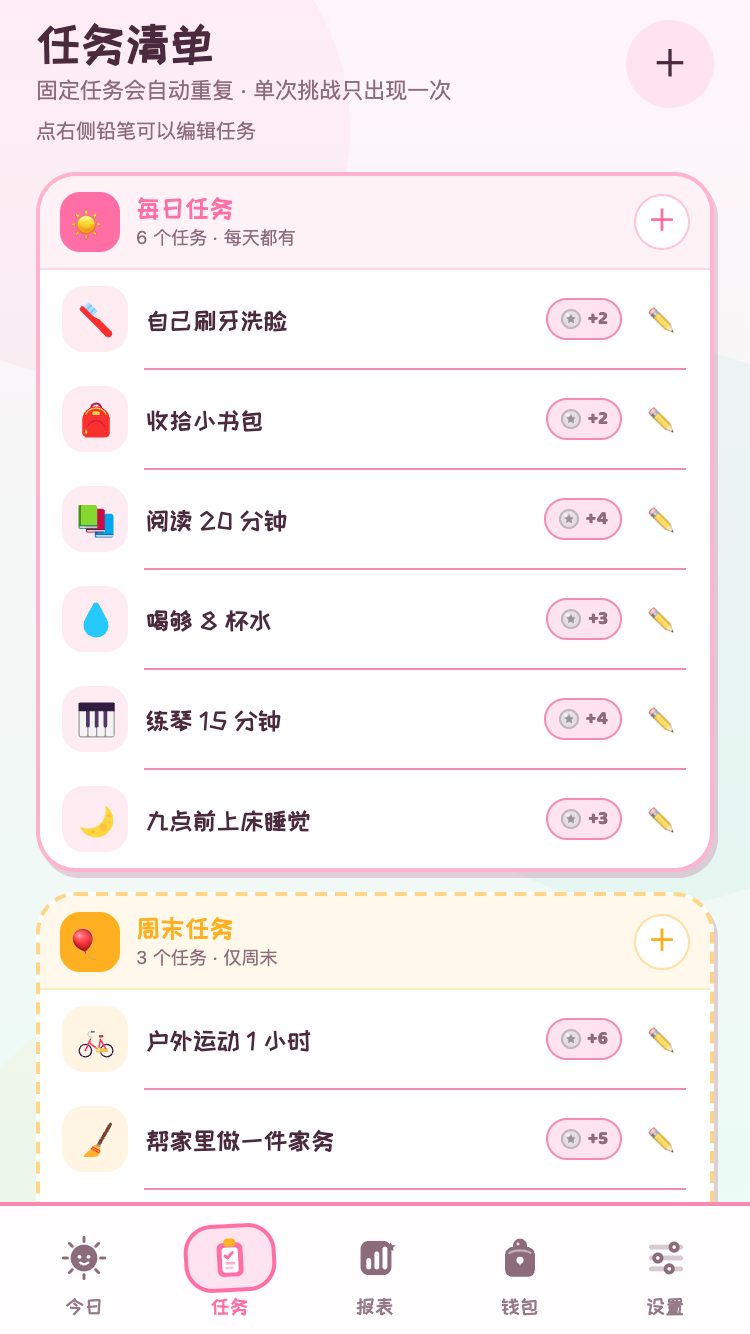 任务清单
固定任务会自动重复 · 单次挑战只出现一次
点右侧铅笔可以编辑任务
每日任务
6 个任务 · 每天都有
自己刷牙洗脸
+2
收拾小书包
+2
阅读 20 分钟
+4
喝够 8 杯水
+3
练琴 15 分钟
+4
九点前上床睡觉
+3
周末任务
3 个任务 · 仅周末
户外运动 1 小时
+6
帮家里做一件家务
+5
今日
任务
报表
钱包
设置